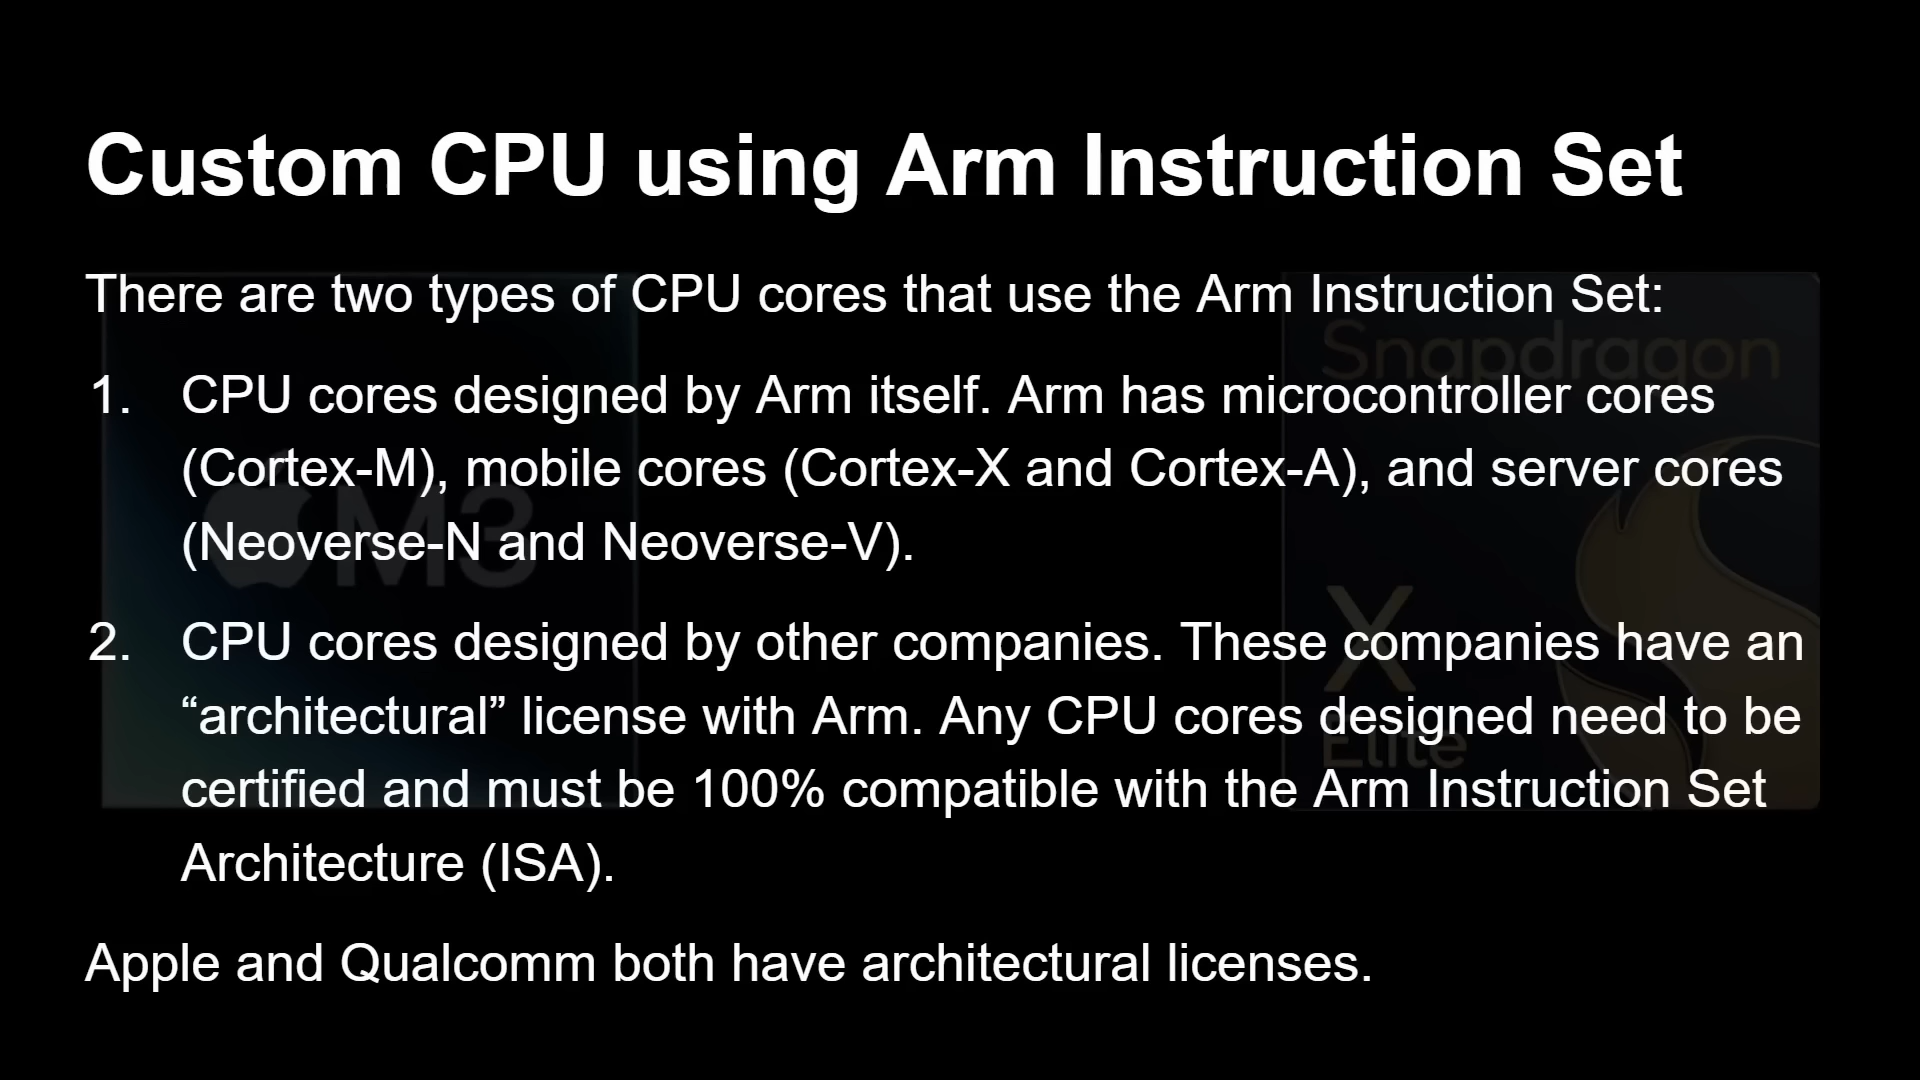 Custom CPU using Arm Instruction Set
There are two types of CPU cores that use the Arm Instruction Set:
Snapdragon
1. CPU cores designed by Arm itself. Arm has microcontroller cores
(Cortex-M), mobile cores (Cortex-X and Cortex-A), and server cores
(Neoverse-N and Neoverse-V).
M3
2. CPU cores designed by other companies. These companies have an
“architectural” license with Arm. Any CPU cores designed need to be
certified and must be 100% compatible with the Arm Instruction Set
Architecture (ISA).
X
Elite
Apple and Qualcomm both have architectural licenses.